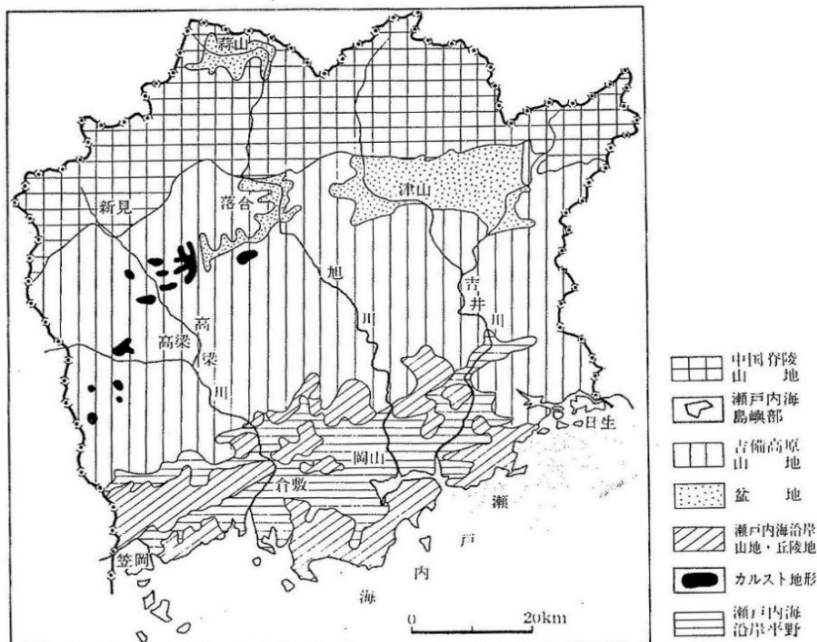 蒜山
津山
落合
新見
旭川
吉井川
高梁
高梁川
日生
岡山
倉敷
瀬戸内海
笠岡
0 20km
中国脊陵
山地
瀬戸内海
島嶼部
吉備高原
山地
盆地
瀬戸内海沿岸
山地・丘陵地
カルスト地形
瀬戸内海
沿岸平野